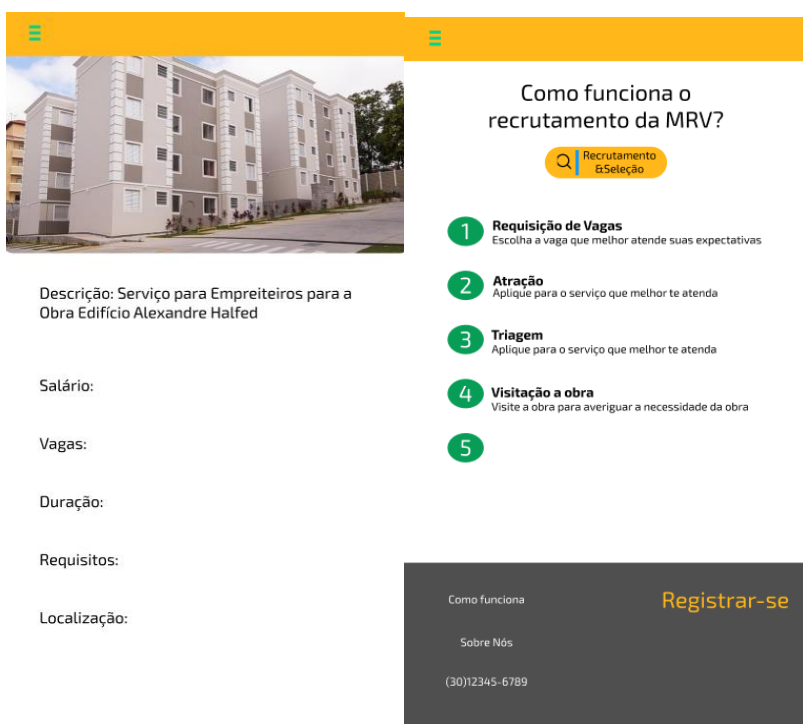 Descrição: Serviço para Empreiteiros para a
Obra Edifício Alexandre Halfed
Salário:
Vagas:
Duração:
Requisitos:
Localização:
Como funciona o
recrutamento da MRV?
Recrutamento
&Seleção
1
Requisição de Vagas
Escolha a vaga que melhor atende suas expectativas
2
Atração
Aplique para o serviço que melhor te atenda
3
Triagem
Aplique para o serviço que melhor te atenda
4
Visitação a obra
Visite a obra para averiguar a necessidade da obra
5
Como funciona
Registrar-se
Sobre Nós
(30)12345-6789